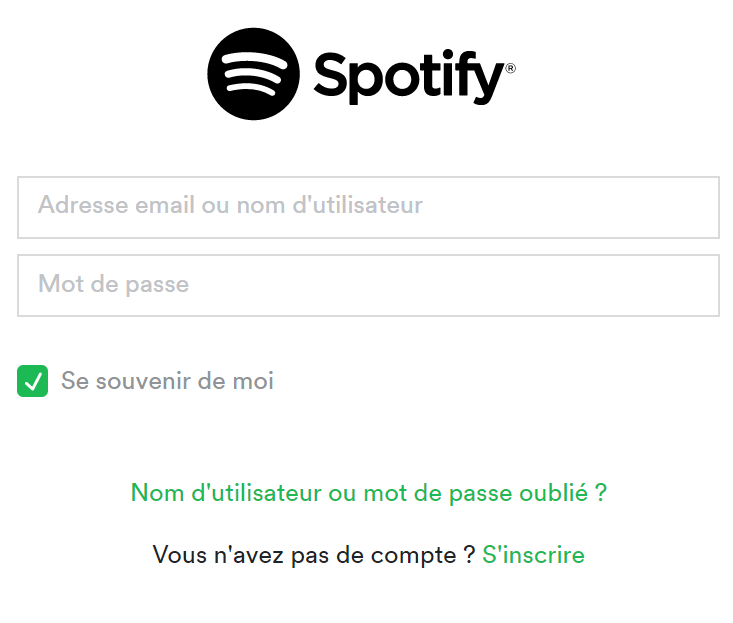 Spotify®
Adresse email ou nom d'utilisateur
Mot de passe
Se souvenir de moi
Nom d'utilisateur ou mot de passe oublié ?
Vous n'avez pas de compte ? S'inscrire